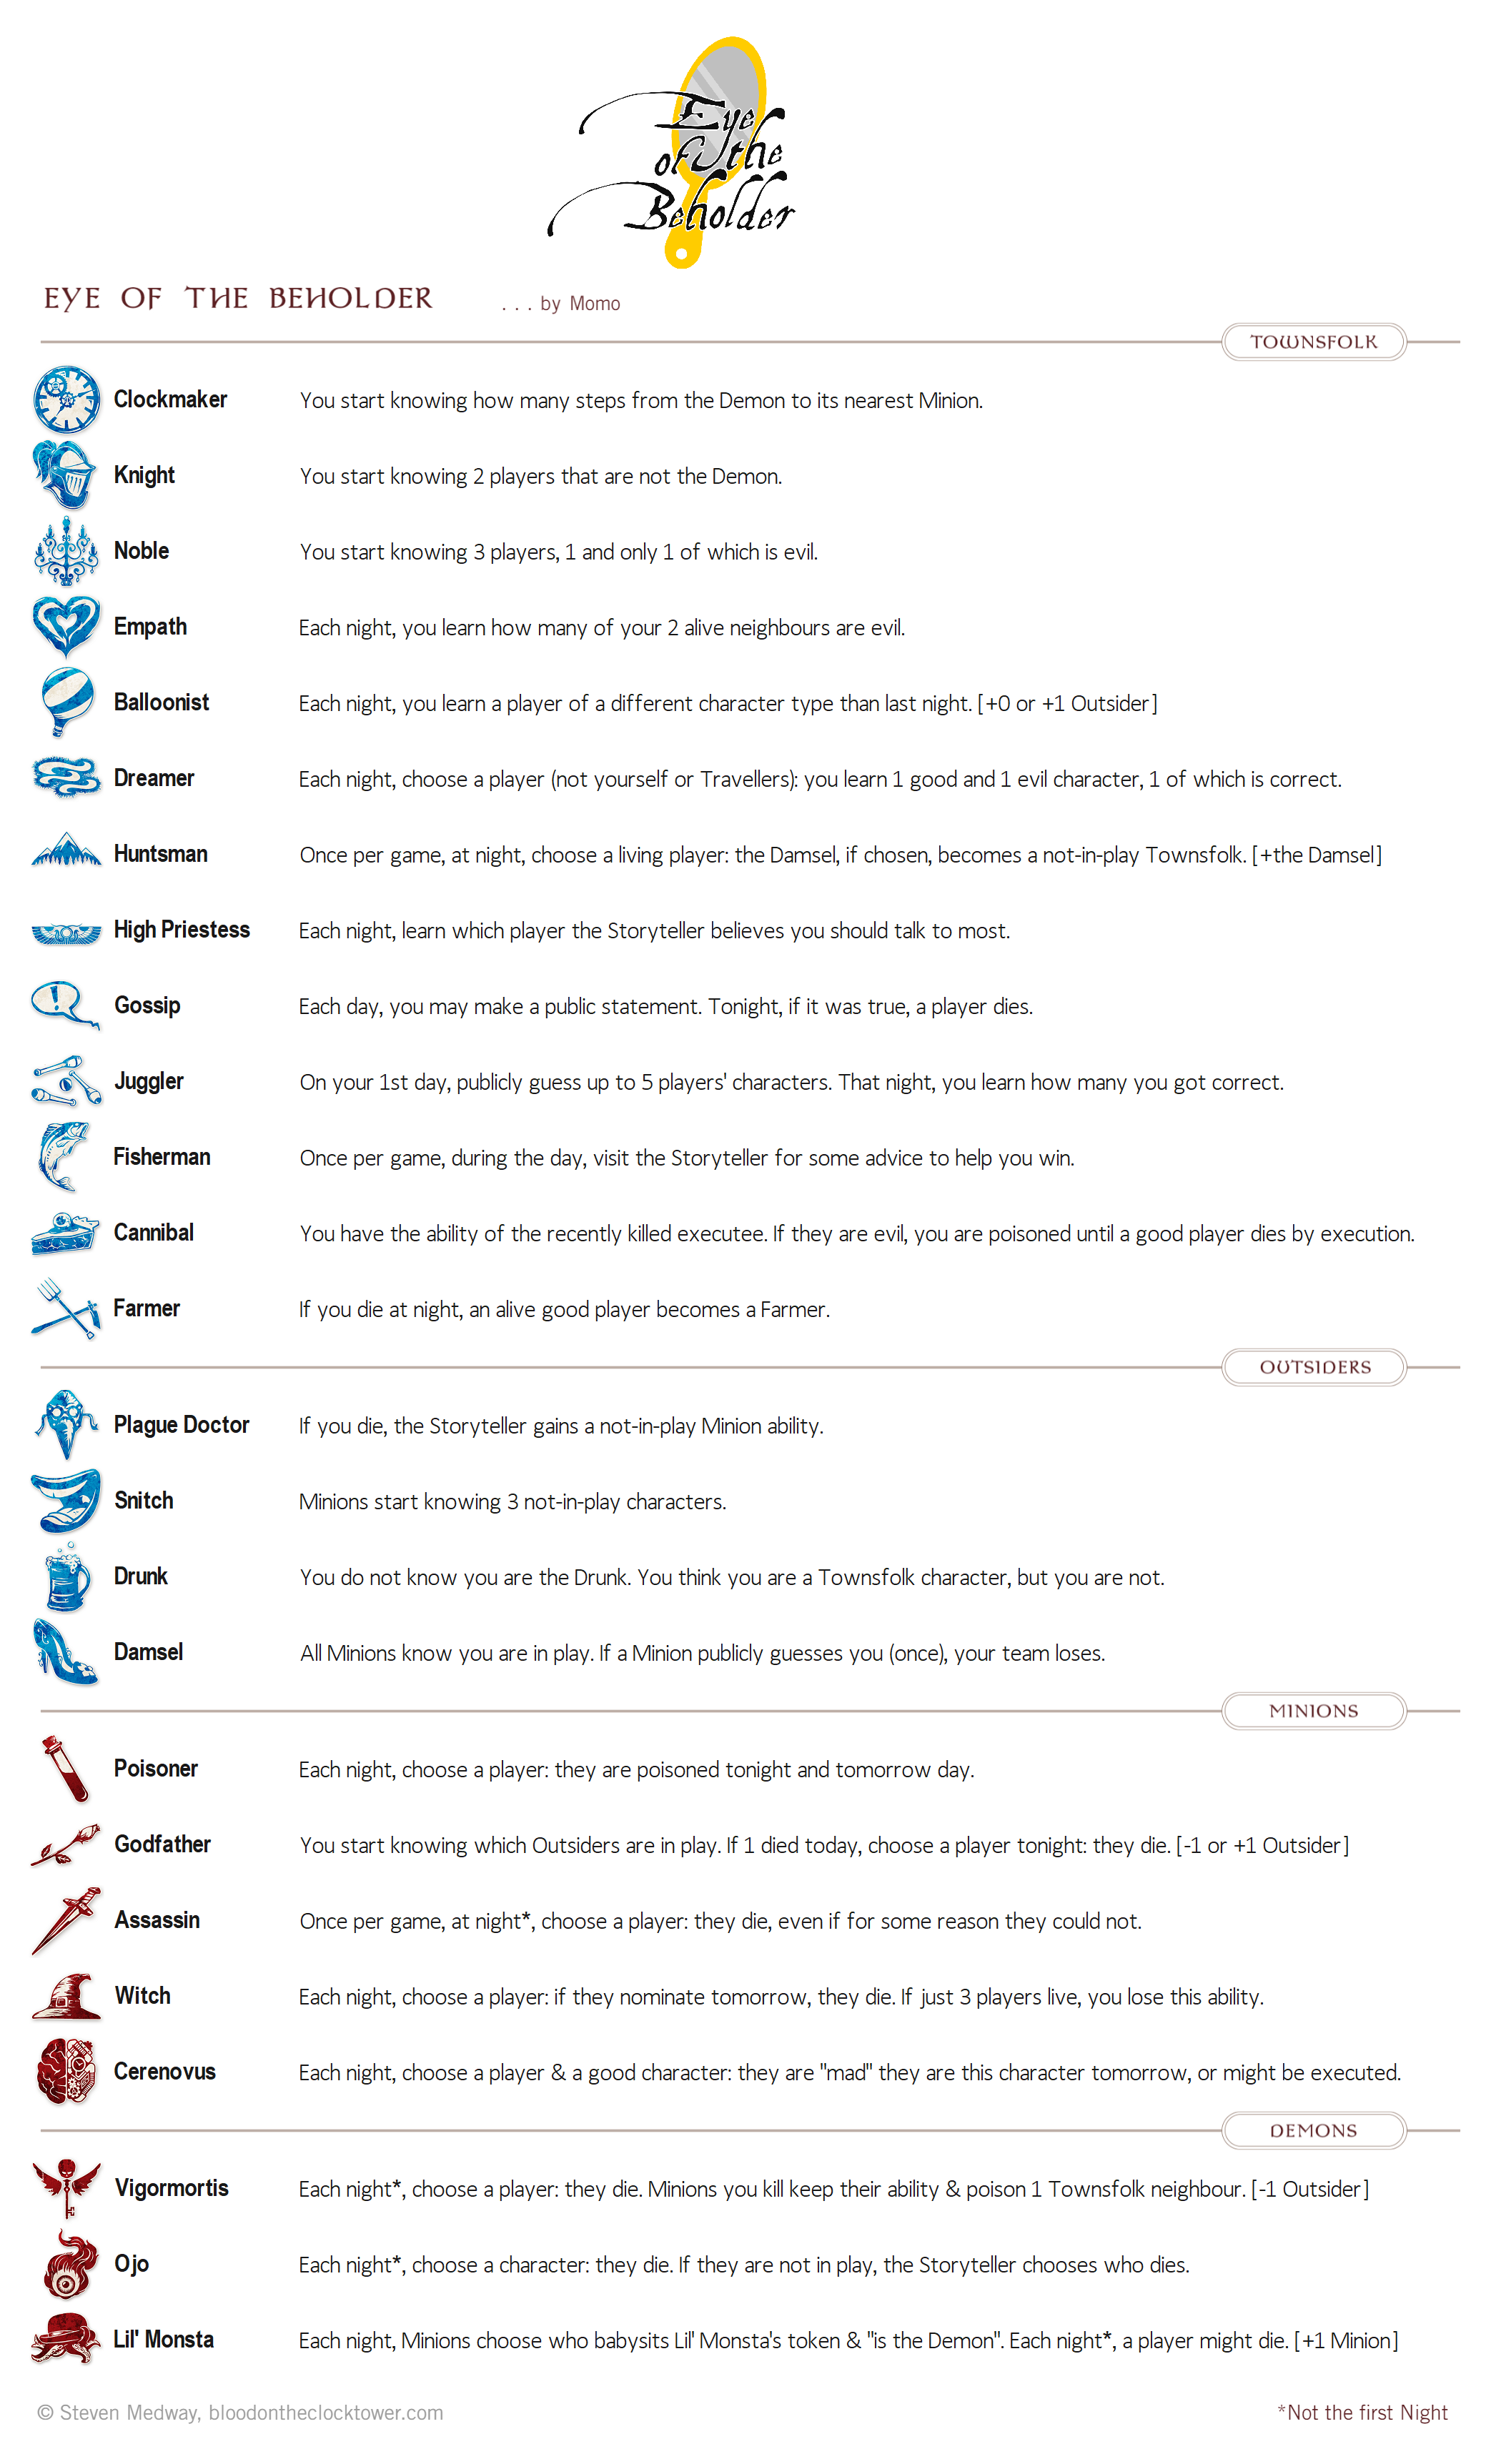 Eye
of the
Beholder
EYE OF THE BEHOLDER . . . by Momo
TOWNSFOLK
Clockmaker You start knowing how many steps from the Demon to its nearest Minion.
Knight You start knowing 2 players that are not the Demon.
Noble You start knowing 3 players, 1 and only 1 of which is evil.
Empath Each night, you learn how many of your 2 alive neighbours are evil.
Balloonist Each night, you learn a player of a different character type than last night. [+0 or +1 Outsider]
Dreamer Each night, choose a player (not yourself or Travellers): you learn 1 good and 1 evil character, 1 of which is correct.
Huntsman Once per game, at night, choose a living player: the Damsel, if chosen, becomes a not-in-play Townsfolk. [+the Damsel]
High Priestess Each night, learn which player the Storyteller believes you should talk to most.
Gossip Each day, you may make a public statement. Tonight, if it was true, a player dies.
Juggler On your 1st day, publicly guess up to 5 players' characters. That night, you learn how many you got correct.
Fisherman Once per game, during the day, visit the Storyteller for some advice to help you win.
Cannibal You have the ability of the recently killed executee. If they are evil, you are poisoned until a good player dies by execution.
Farmer If you die at night, an alive good player becomes a Farmer.
OUTSIDERS
Plague Doctor If you die, the Storyteller gains a not-in-play Minion ability.
Snitch Minions start knowing 3 not-in-play characters.
Drunk You do not know you are the Drunk. You think you are a Townsfolk character, but you are not.
Damsel All Minions know you are in play. If a Minion publicly guesses you (once), your team loses.
MINIONS
Poisoner Each night, choose a player: they are poisoned tonight and tomorrow day.
Godfather You start knowing which Outsiders are in play. If 1 died today, choose a player tonight: they die. [-1 or +1 Outsider]
Assassin Once per game, at night*, choose a player: they die, even if for some reason they could not.
Witch Each night, choose a player: if they nominate tomorrow, they die. If just 3 players live, you lose this ability.
Cerenovus Each night, choose a player & a good character: they are "mad" they are this character tomorrow, or might be executed.
DEMONS
Vigormortis Each night*, choose a player: they die. Minions you kill keep their ability & poison 1 Townsfolk neighbour. [-1 Outsider]
Ojo Each night*, choose a character: they die. If they are not in play, the Storyteller chooses who dies.
Lil' Monsta Each night, Minions choose who babysits Lil' Monsta's token & "is the Demon". Each night*, a player might die. [+1 Minion]
© Steven Medway, bloodontheclocktower.com *Not the first Night